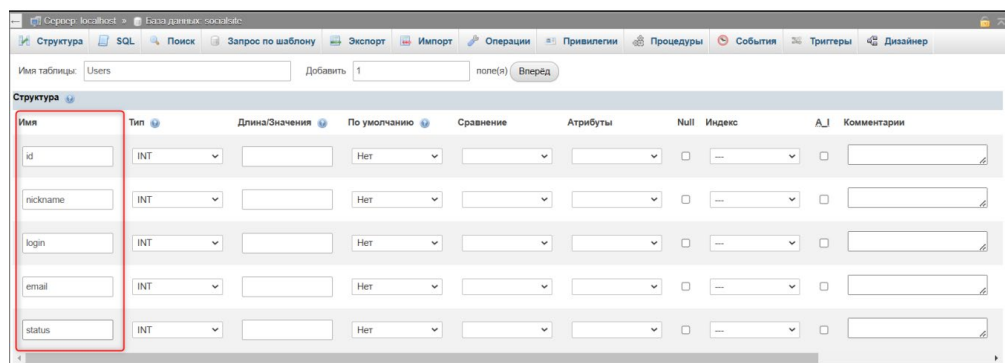 Сервер: localhost » База данных: socialsite
Структура SQL Поиск Запрос по шаблону Экспорт Импорт Операции Привилегии Процедуры События Триггеры Дизайнер
Имя таблицы: Users Добавить 1 поле(я) Вперёд
Структура
Имя Тип Длина/Значения По умолчанию Сравнение Атрибуты Null Индекс A_I Комментарии
id INT Нет ---
nickname INT Нет ---
login INT Нет ---
email INT Нет ---
status INT Нет ---